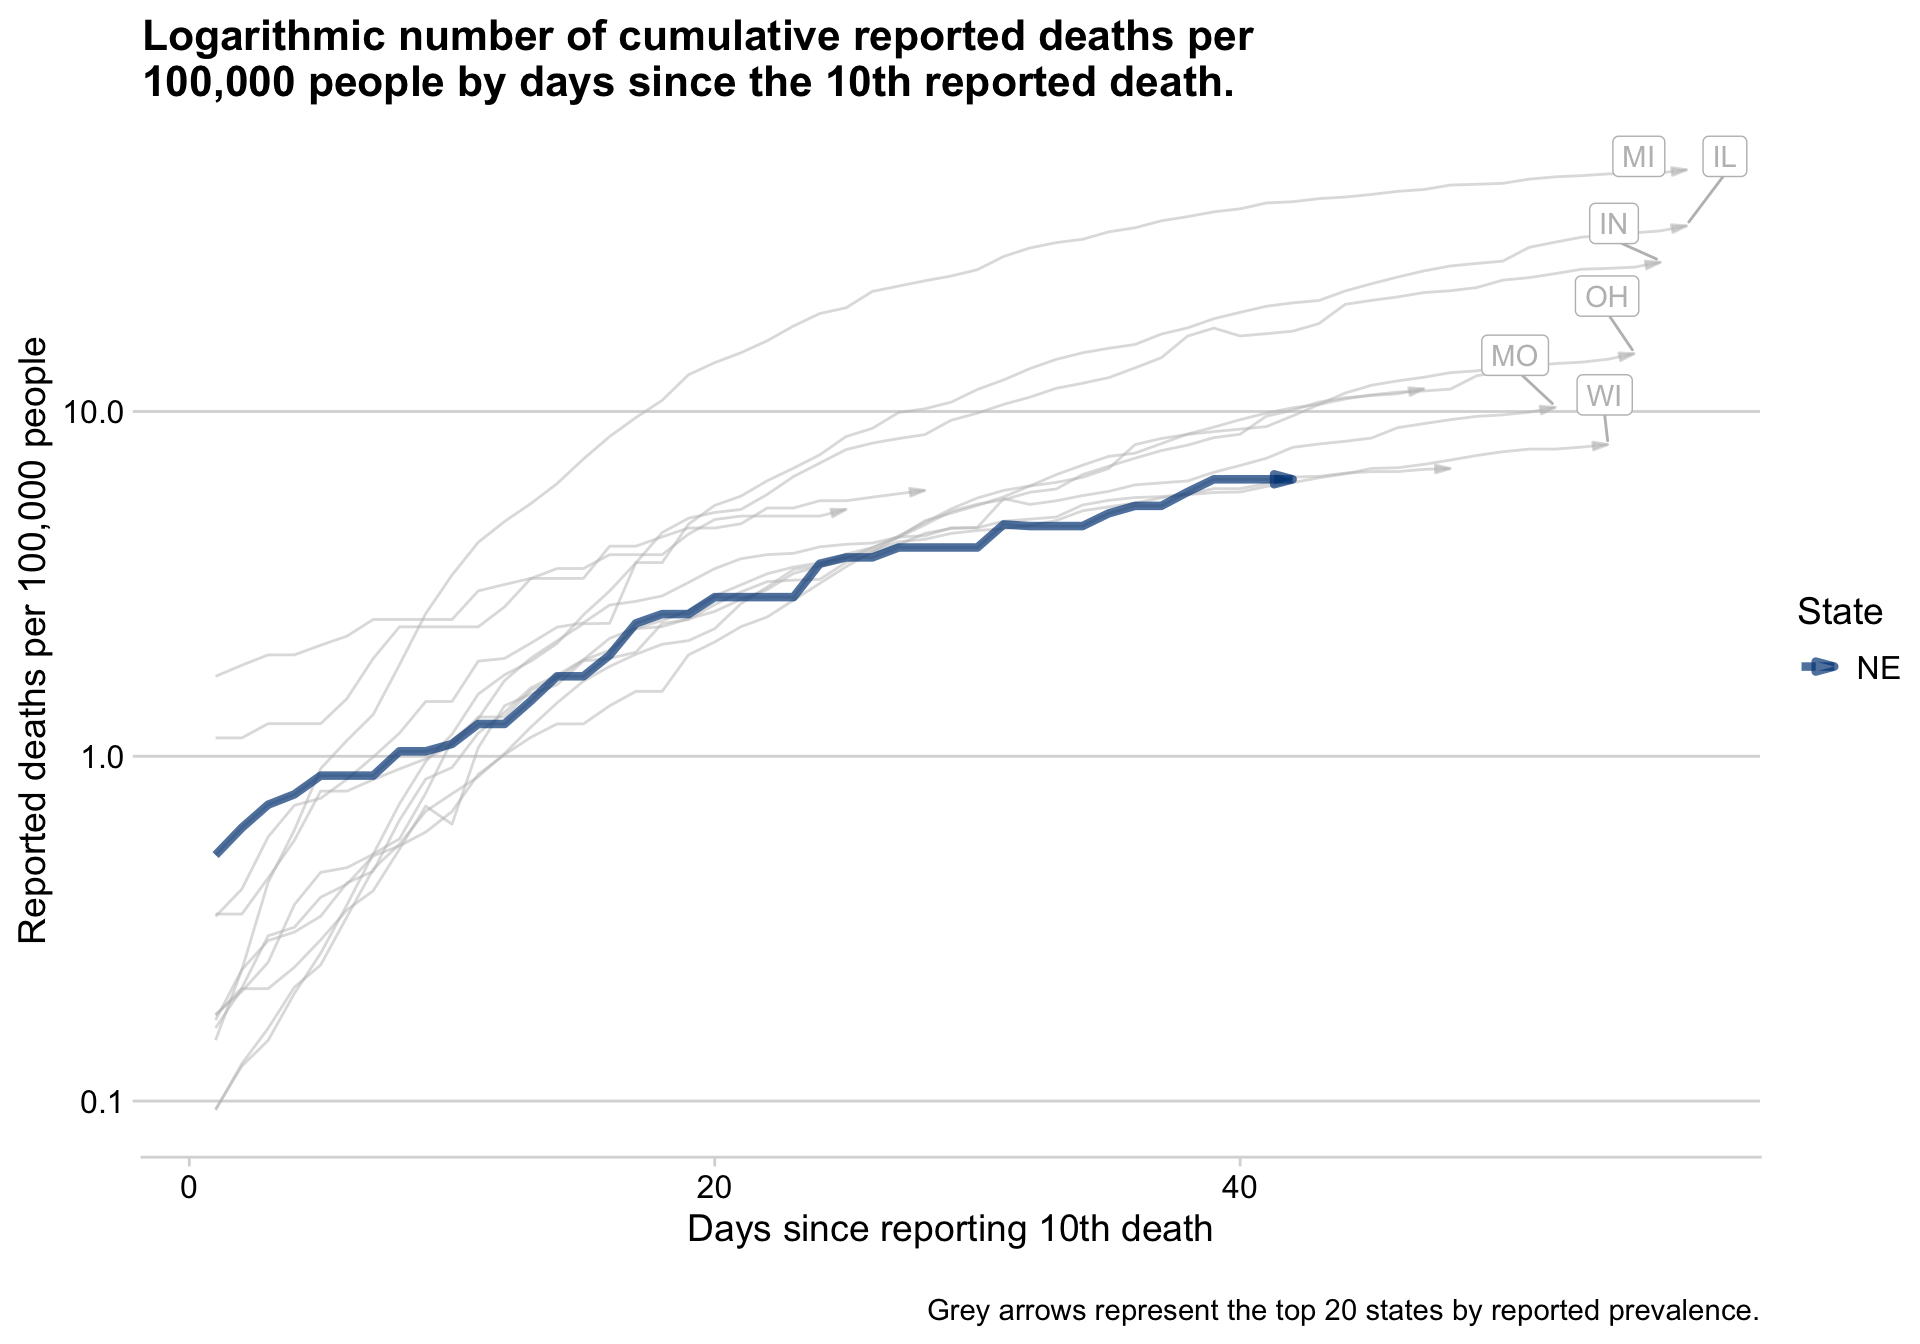 Logarithmic number of cumulative reported deaths per
100,000 people by days since the 10th reported death.
MI
IL
IN
OH
MO
WI
10.0
1.0
0.1
Reported deaths per 100,000 people
State
NE
0
20
40
Days since reporting 10th death
Grey arrows represent the top 20 states by reported prevalence.